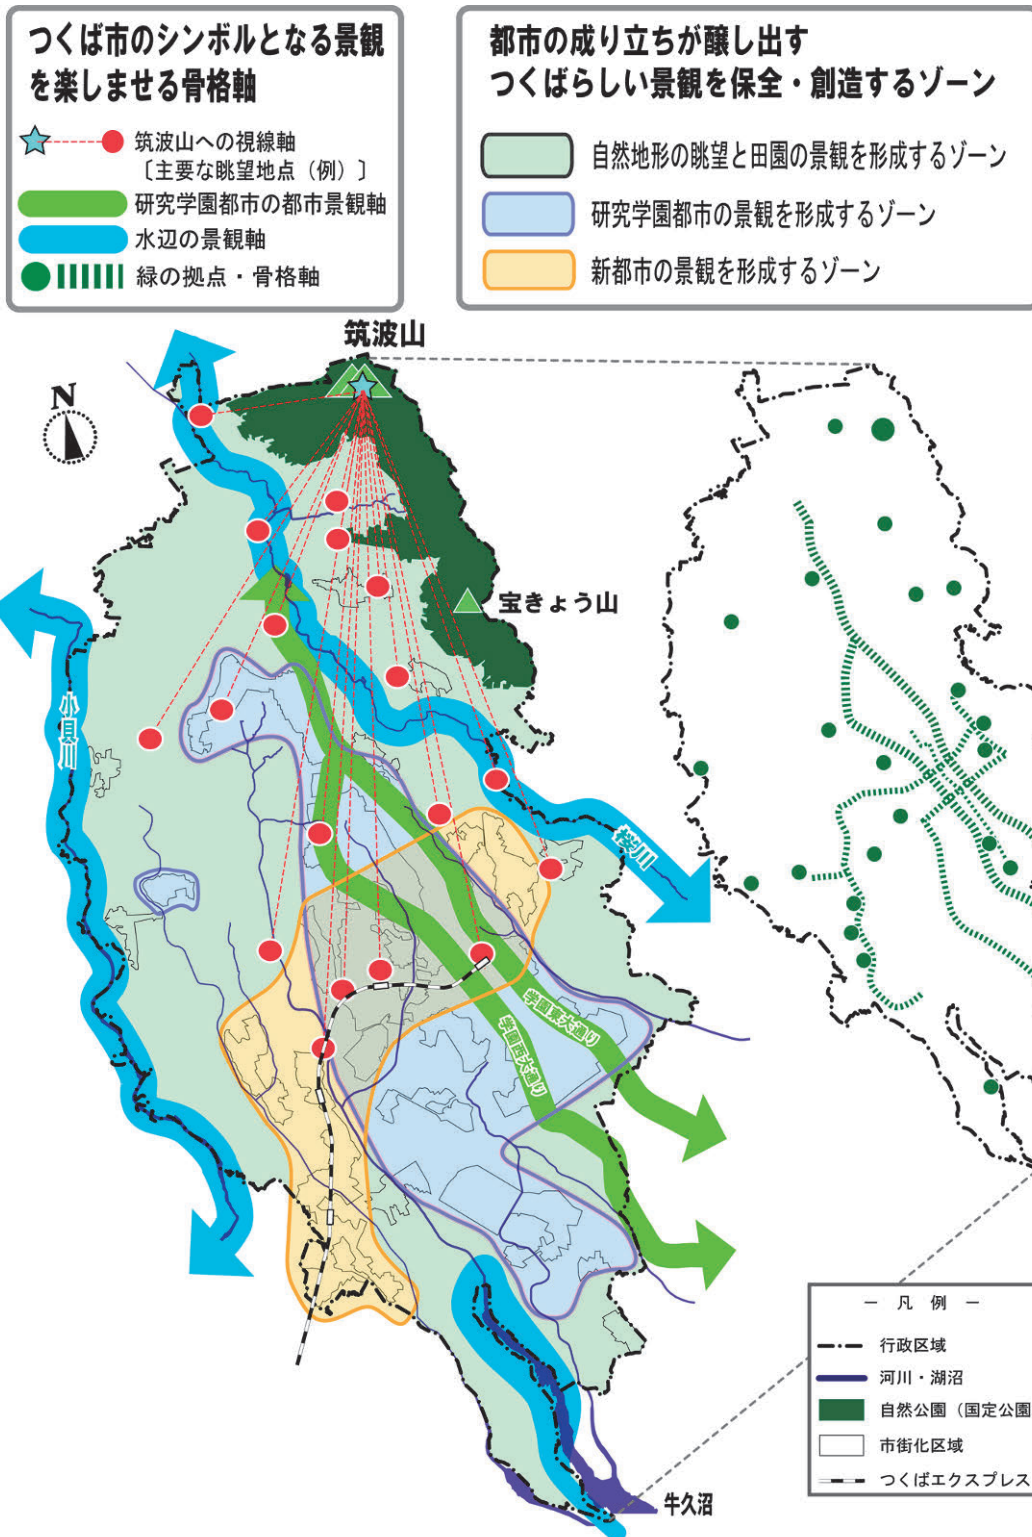 つくば市のシンボルとなる景観
を楽しませる骨格軸
筑波山への視線軸
〔主要な眺望地点（例）〕
研究学園都市の都市景観軸
水辺の景観軸
緑の拠点・骨格軸
都市の成り立ちが醸し出す
つくばらしい景観を保全・創造するゾーン
自然地形の眺望と田園の景観を形成するゾーン
研究学園都市の景観を形成するゾーン
新都市の景観を形成するゾーン
筑波山
N
宝きょう山
小貝川
桜川
学園東大通り
学園西大通り
牛久沼
― 凡 例 ―
行政区域
河川・湖沼
自然公園（国定公園
市街化区域
つくばエクスプレス